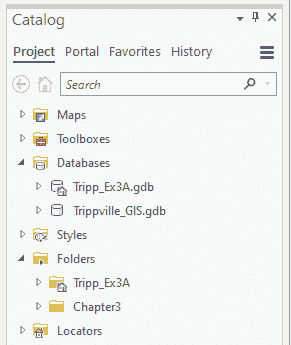 Catalog
Project Portal Favorites History
Search
Maps
Toolboxes
Databases
Tripp_Ex3A.gdb
Trippville_GIS.gdb
Styles
Folders
Tripp_Ex3A
Chapter3
Locators